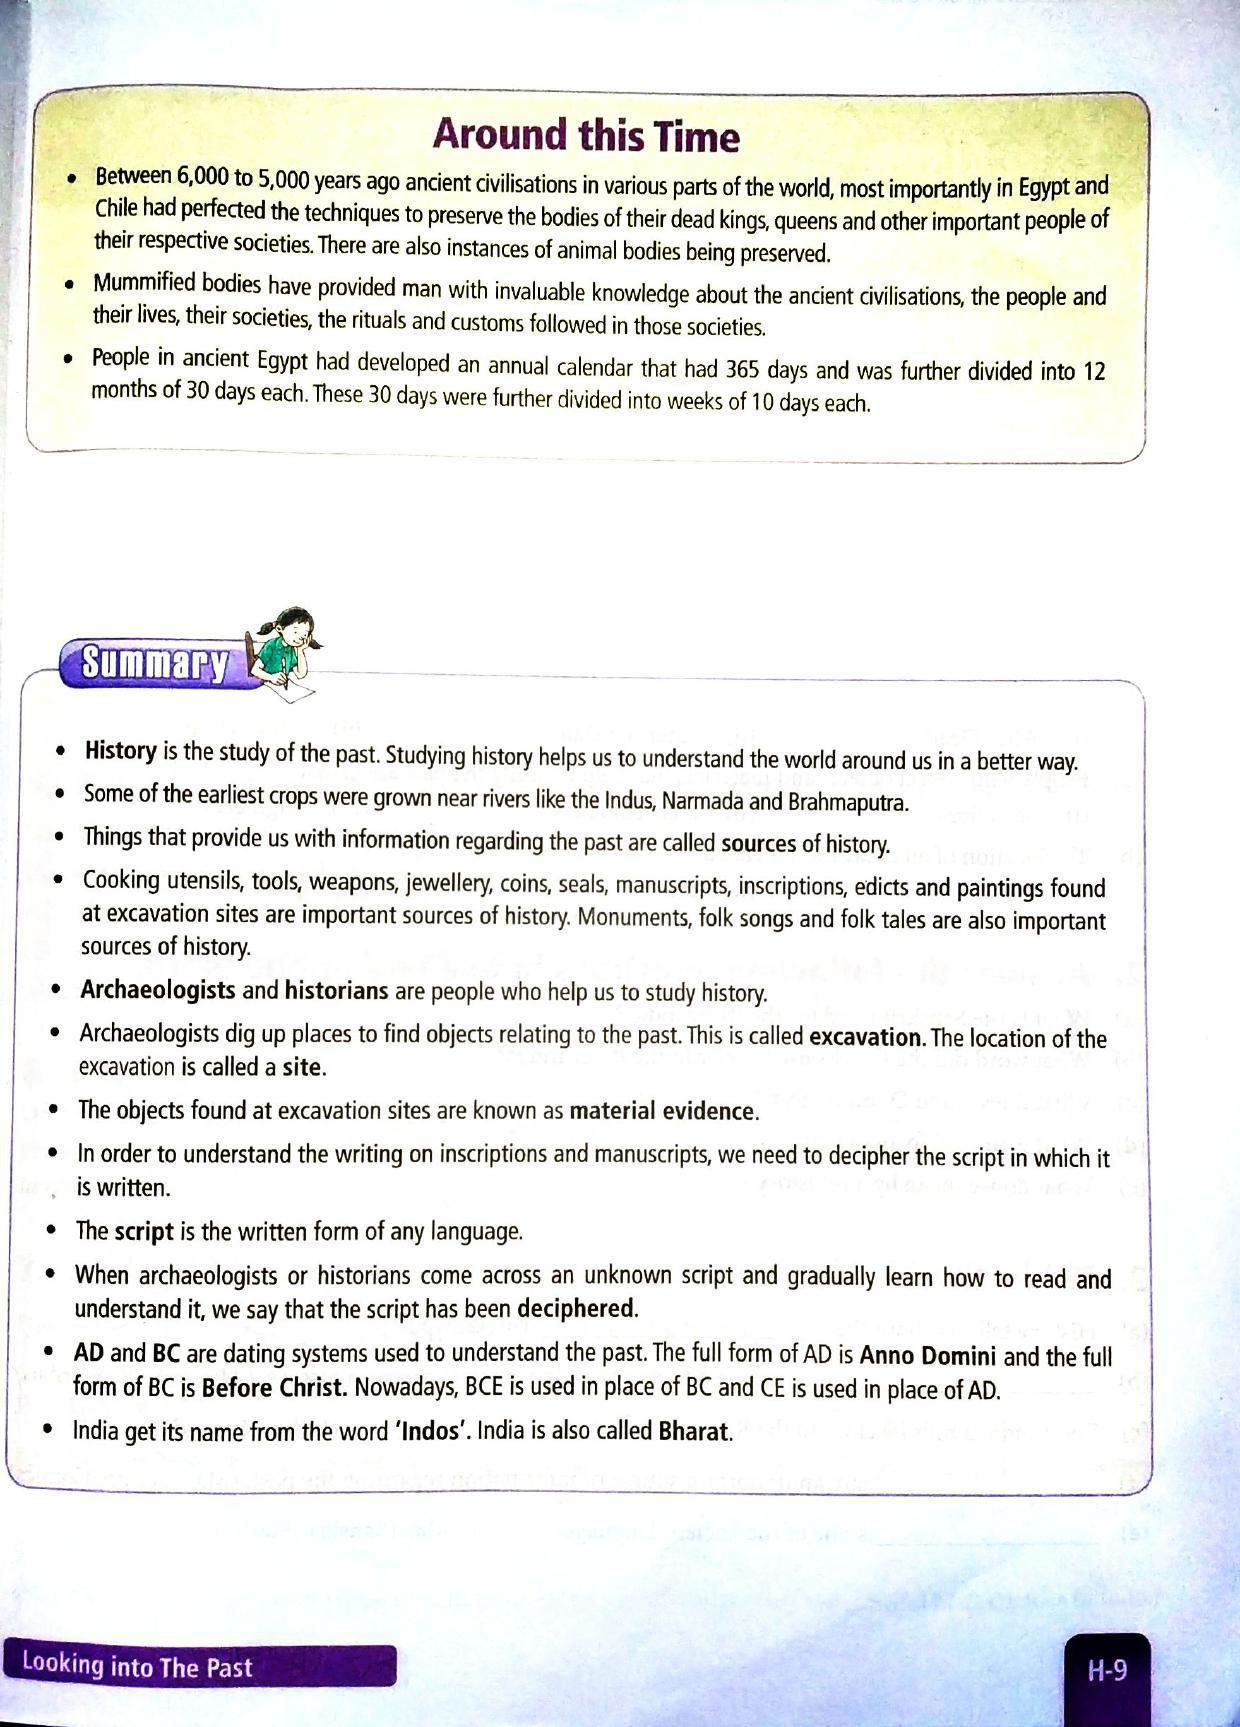 Around this Time
• Between 6,000 to 5,000 years ago ancient civilisations in various parts of the world, most importantly in Egypt and
Chile had perfected the techniques to preserve the bodies of their dead kings, queens and other important people of
their respective societies. There are also instances of animal bodies being preserved.
• Mummified bodies have provided man with invaluable knowledge about the ancient civilisations, the people and
their lives, their societies, the rituals and customs followed in those societies.
• People in ancient Egypt had developed an annual calendar that had 365 days and was further divided into 12
months of 30 days each. These 30 days were further divided into weeks of 10 days each.
Summary
• History is the study of the past. Studying history helps us to understand the world around us in a better way.
• Some of the earliest crops were grown near rivers like the Indus, Narmada and Brahmaputra.
• Things that provide us with information regarding the past are called sources of history.
• Cooking utensils, tools, weapons, jewellery, coins, seals, manuscripts, inscriptions, edicts and paintings found
at excavation sites are important sources of history. Monuments, folk songs and folk tales are also important
sources of history.
• Archaeologists and historians are people who help us to study history.
• Archaeologists dig up places to find objects relating to the past. This is called excavation. The location of the
excavation is called a site.
• The objects found at excavation sites are known as material evidence.
• In order to understand the writing on inscriptions and manuscripts, we need to decipher the script in which it
is written.
• The script is the written form of any language.
• When archaeologists or historians come across an unknown script and gradually learn how to read and
understand it, we say that the script has been deciphered.
• AD and BC are dating systems used to understand the past. The full form of AD is Anno Domini and the full
form of BC is Before Christ. Nowadays, BCE is used in place of BC and CE is used in place of AD.
• India get its name from the word 'Indos'. India is also called Bharat.
Looking into The Past
H-9